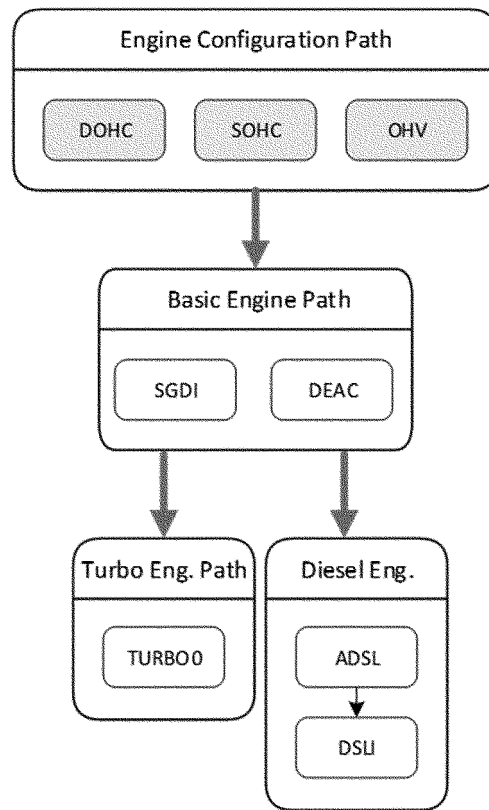 Engine Configuration Path
DOHC SOHC OHV
Basic Engine Path
SGDI DEAC
Turbo Eng. Path Diesel Eng.
TURBO0 ADSL
DSLI